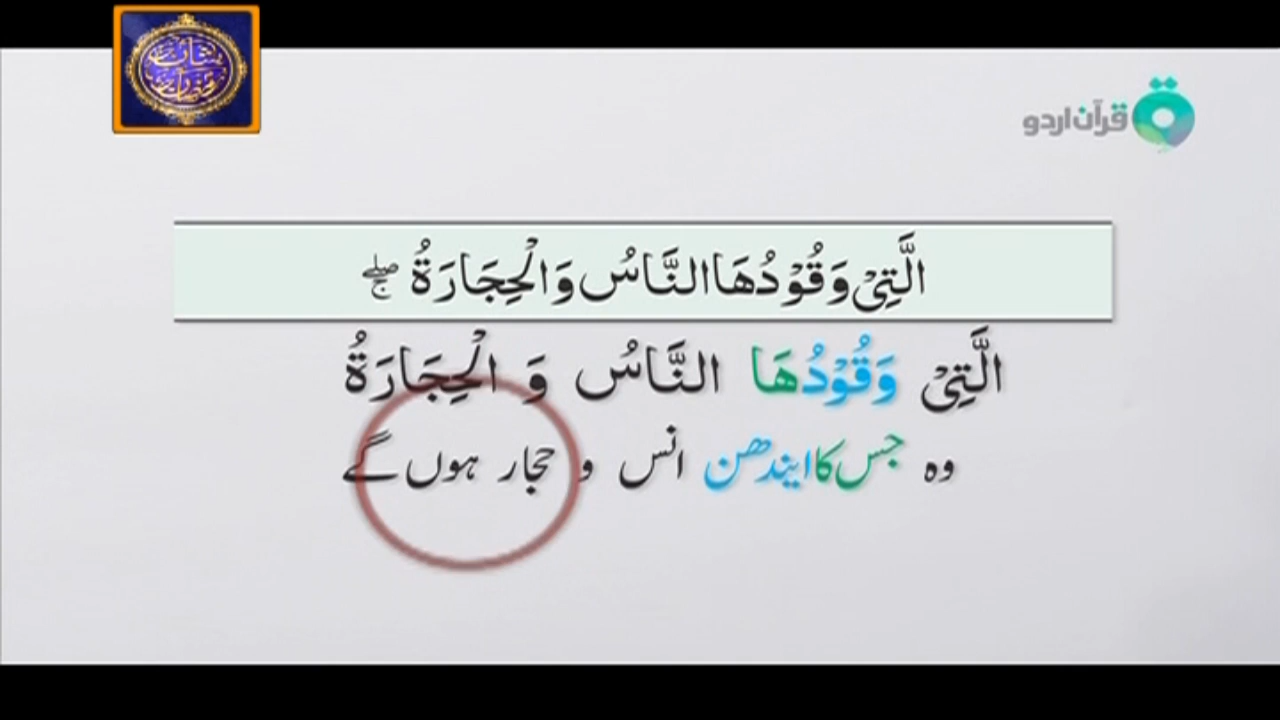 قرآن اردو
الَّتِیْ وَقُوْدُهَا النَّاسُ وَالْحِجَارَةُ ۖۚ
الَّتِیْ وَقُوْدُهَا النَّاسُ وَ الْحِجَارَةُ
وہ جس کا ایندھن انس و حجار ہوں گے